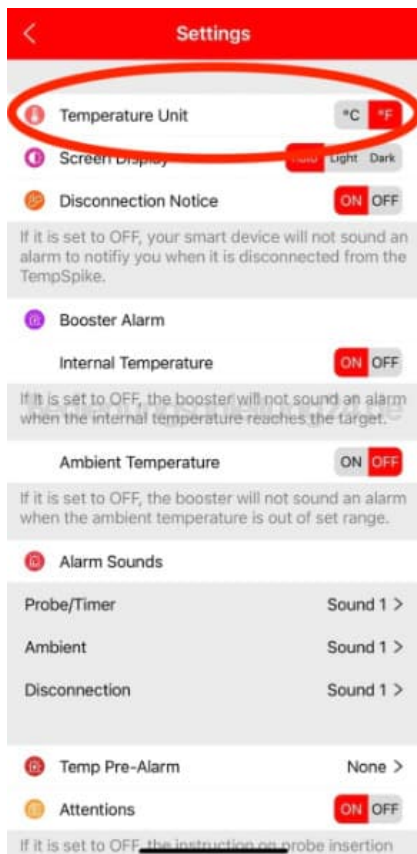 Settings
Temperature Unit °C °F
Screen Display Auto Light Dark
Disconnection Notice ON OFF
If it is set to OFF, your smart device will not sound an
alarm to notifiy you when it is disconnected from the
TempSpike.
Booster Alarm
Internal Temperature ON OFF
If it is set to OFF, the booster will not sound an alarm
when the internal temperature reaches the target.
Ambient Temperature ON OFF
If it is set to OFF, the booster will not sound an alarm
when the ambient temperature is out of set range.
Alarm Sounds
Probe/Timer Sound 1 >
Ambient Sound 1 >
Disconnection Sound 1 >
Temp Pre-Alarm None >
Attentions ON OFF
If it is set to OFF, the instruction on probe insertion